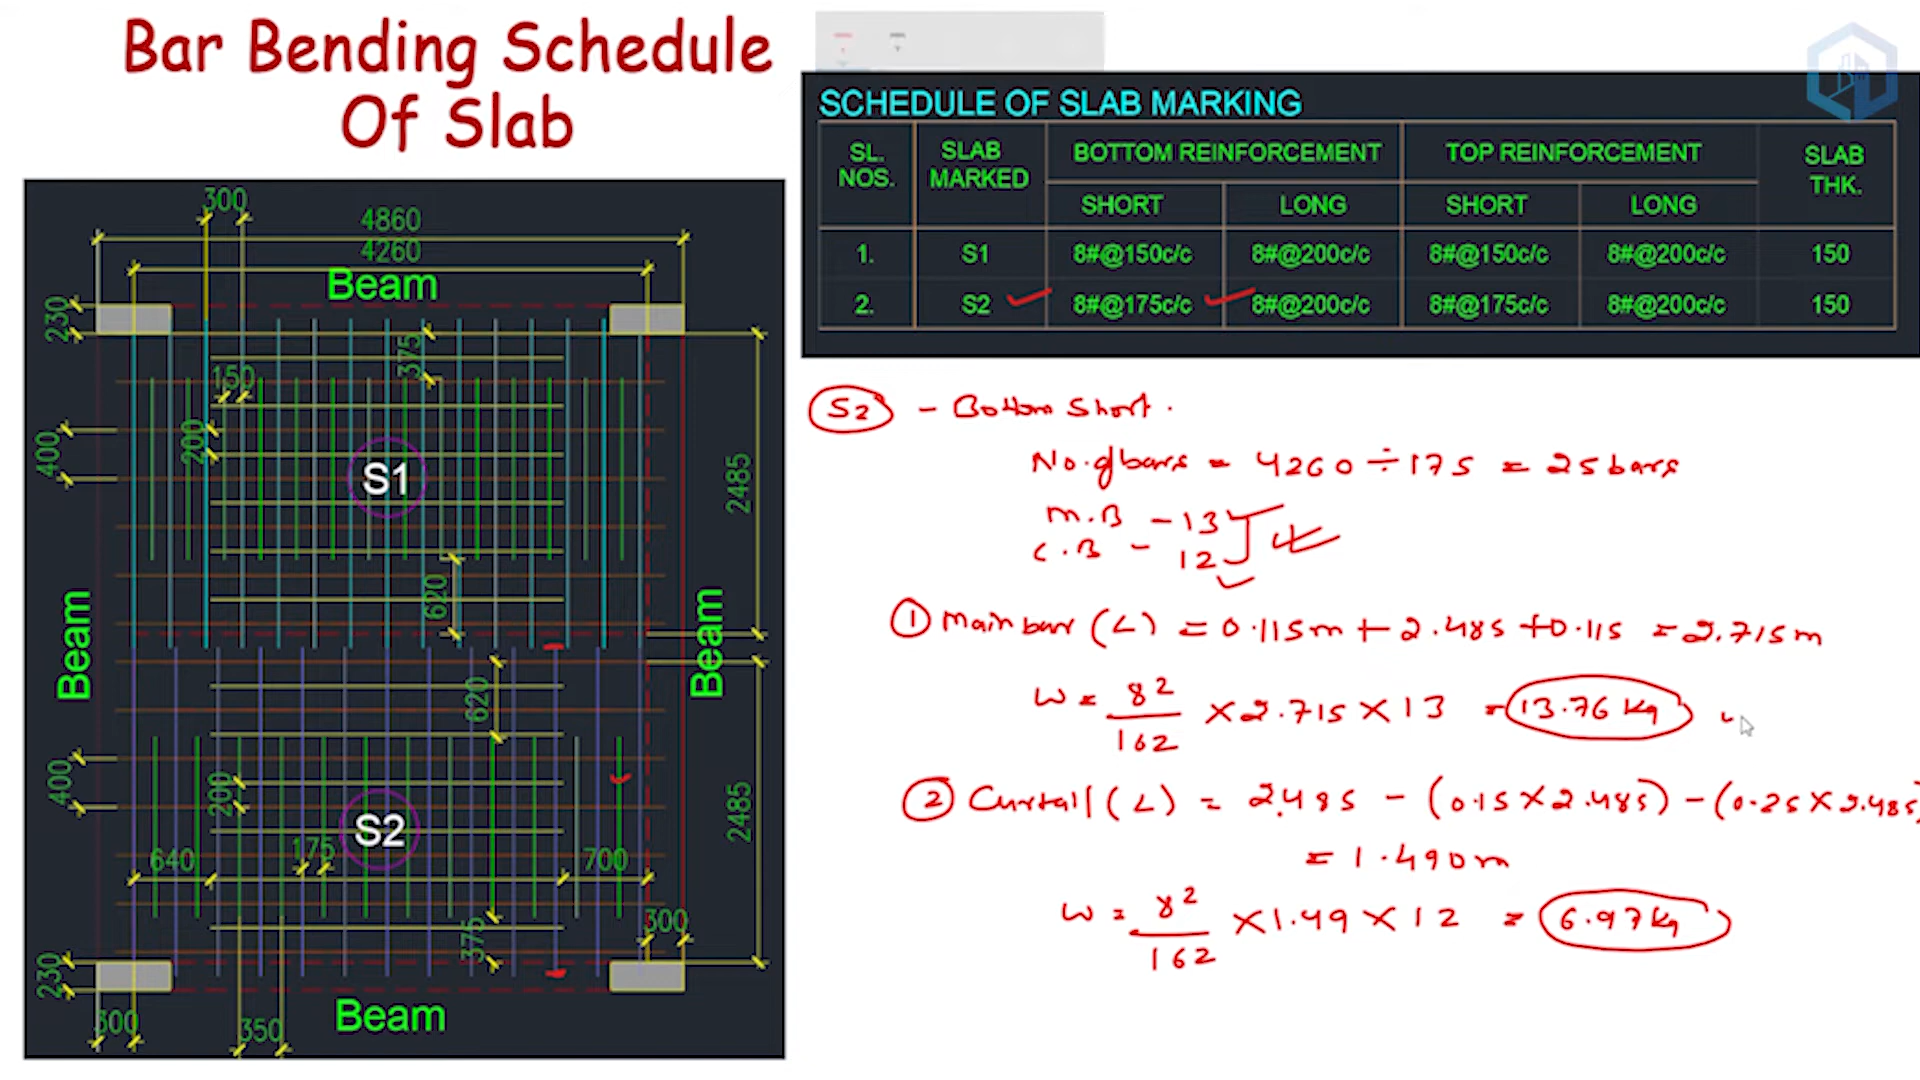 Bar Bending Schedule
Of Slab
SCHEDULE OF SLAB MARKING
SL. NOS. SLAB MARKED BOTTOM REINFORCEMENT TOP REINFORCEMENT SLAB THK.
SHORT LONG SHORT LONG
1. S1 8#@150c/c 8#@200c/c 8#@150c/c 8#@200c/c 150
2. S2 8#@175c/c 8#@200c/c 8#@175c/c 8#@200c/c 150
300
4860
4260
Beam
230
375
150
200
400
S1
2485
620
Beam
Beam
620
400
200
S2
2485
640
175
700
375
300
230
Beam
300
350
S2 - Bottom Short.
No.of bars = 4260 ÷ 175 = 25 bars
M.B - 13
C.B - 12
① Main bar (L) = 0.115m + 2.485 + 0.115 = 2.715m
W = 8²/162 × 2.715 × 13 = 13.76 kg
② Curtail (L) = 2.485 - (0.15 × 2.485) - (0.25 × 2.485)
= 1.490m
W = 8²/162 × 1.49 × 12 = 6.97 kg